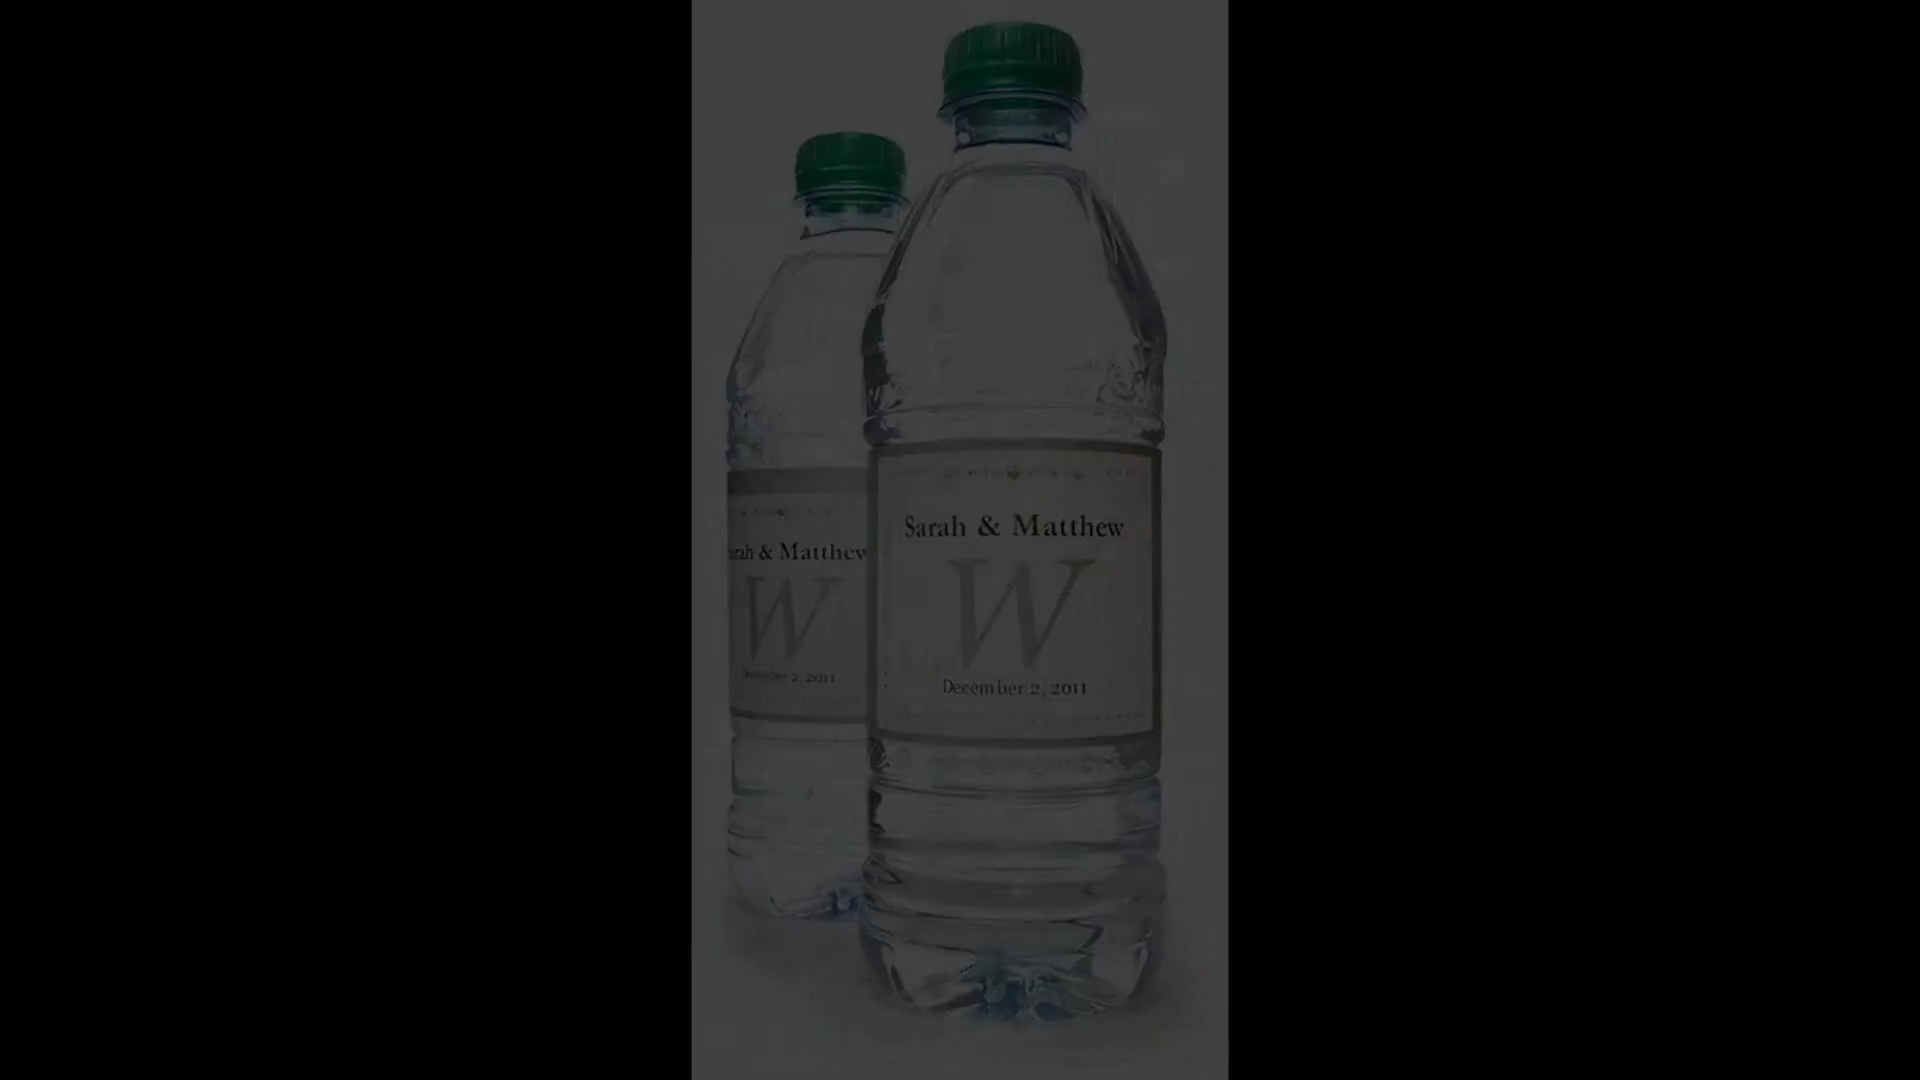 Sarah & Matthew
W
December 2, 2011
rah & Matthew
W
December 2, 2011